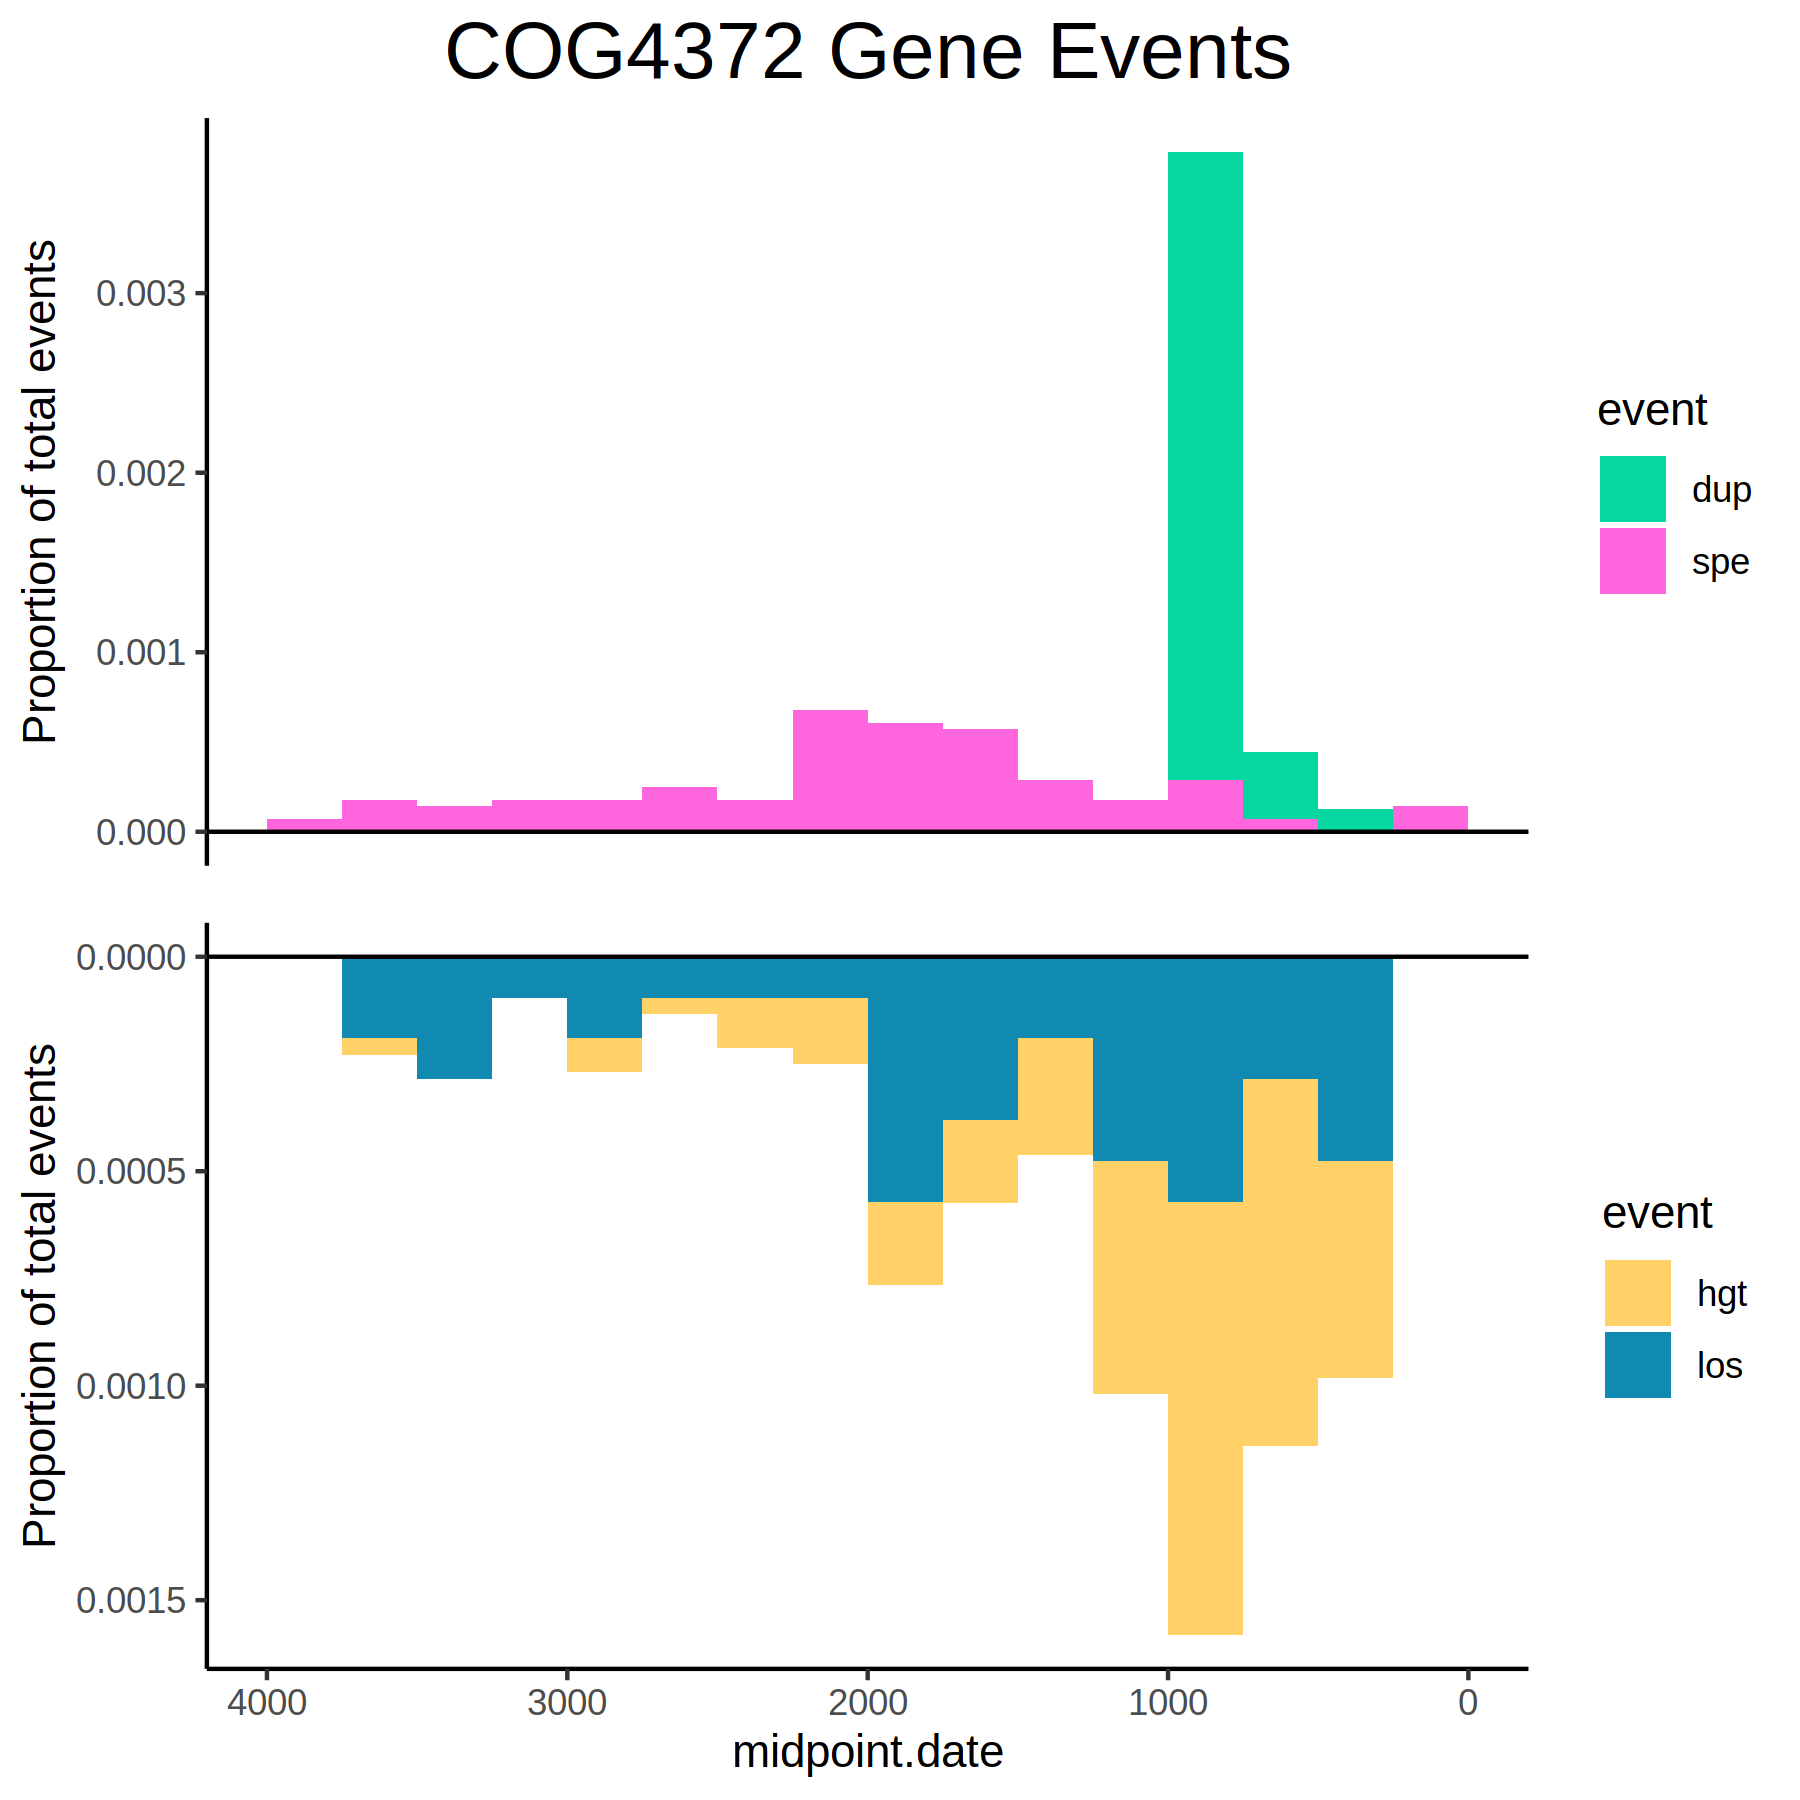 COG4372 Gene Events
Proportion of total events
0.003
0.002
0.001
0.000
event
dup
spe
Proportion of total events
0.0000
0.0005
0.0010
0.0015
event
hgt
los
4000 3000 2000 1000 0
midpoint.date